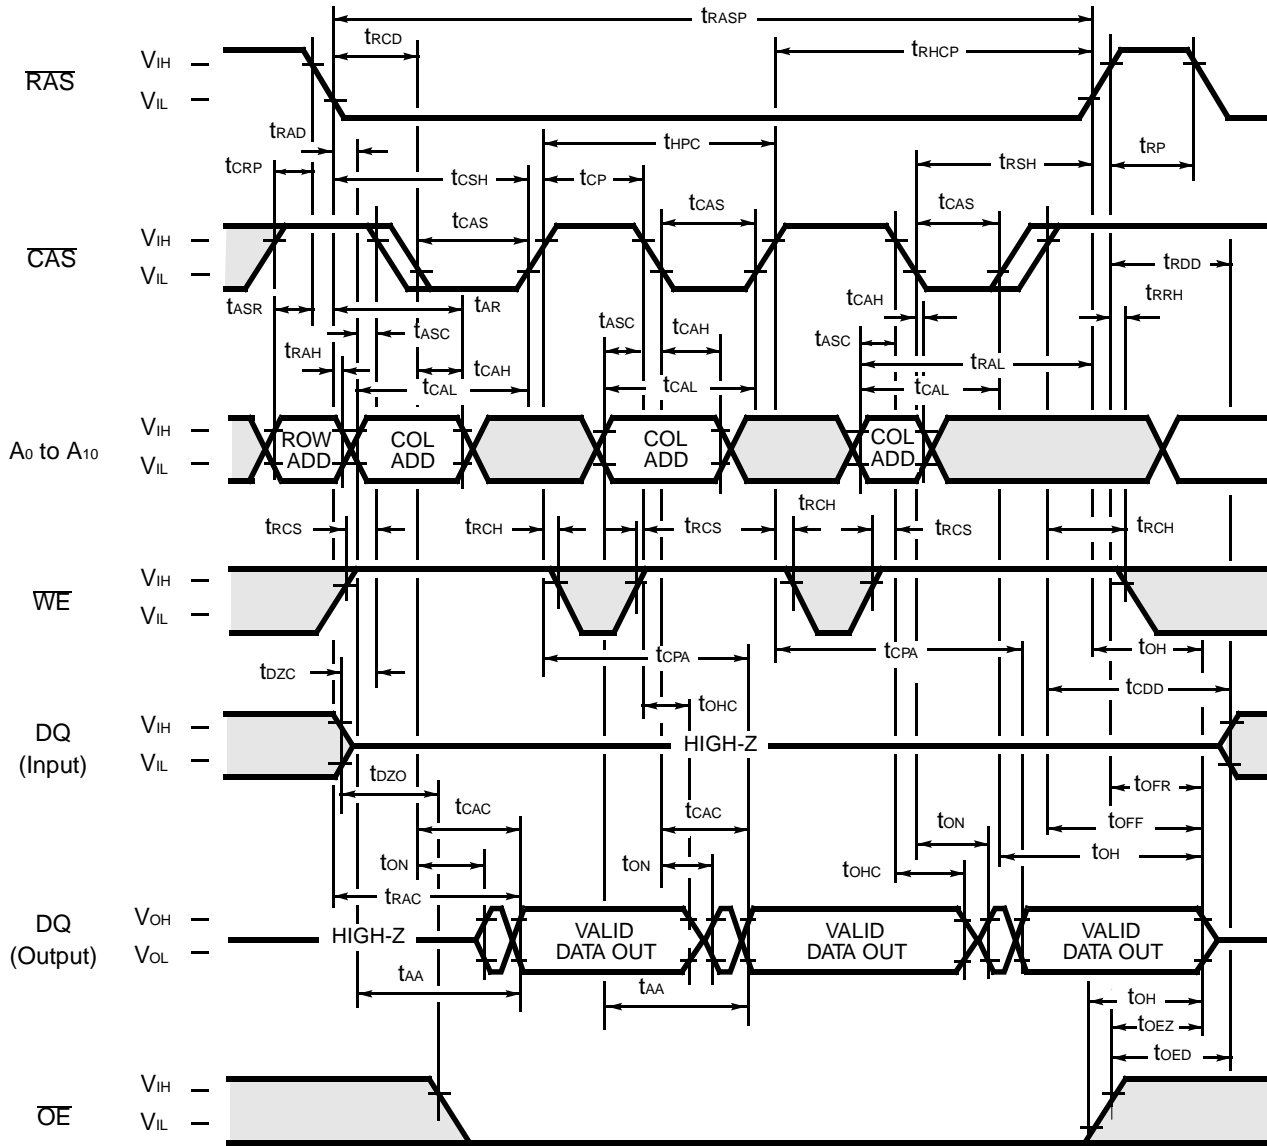 tRASP
tRCD
tRHCP
RAS
VIH
VIL
tRAD
tHPC
tRP
tCRP
tCSH
tCP
tRSH
tCAS
tCAS
tCAS
CAS
VIH
VIL
tRDD
tASR
tAR
tCAH
tRRH
tASC
tASC
tCAH
tASC
tRAH
tCAH
tRAL
tCAL
tCAL
tCAL
A0 to A10
VIH
VIL
ROW
ADD
COL
ADD
COL
ADD
COL
ADD
tRCH
tRCS
tRCH
tRCS
tRCS
tRCH
WE
VIH
VIL
tCPA
tCPA
tOH
tDZC
tCDD
tOHC
DQ
(Input)
VIH
VIL
HIGH-Z
tDZO
tOFR
tCAC
tCAC
tON
tOFF
tON
tON
tOHC
tOH
tRAC
DQ
(Output)
VOH
VOL
HIGH-Z
VALID
DATA OUT
VALID
DATA OUT
VALID
DATA OUT
tAA
tAA
tOH
tOEZ
tOED
OE
VIH
VIL